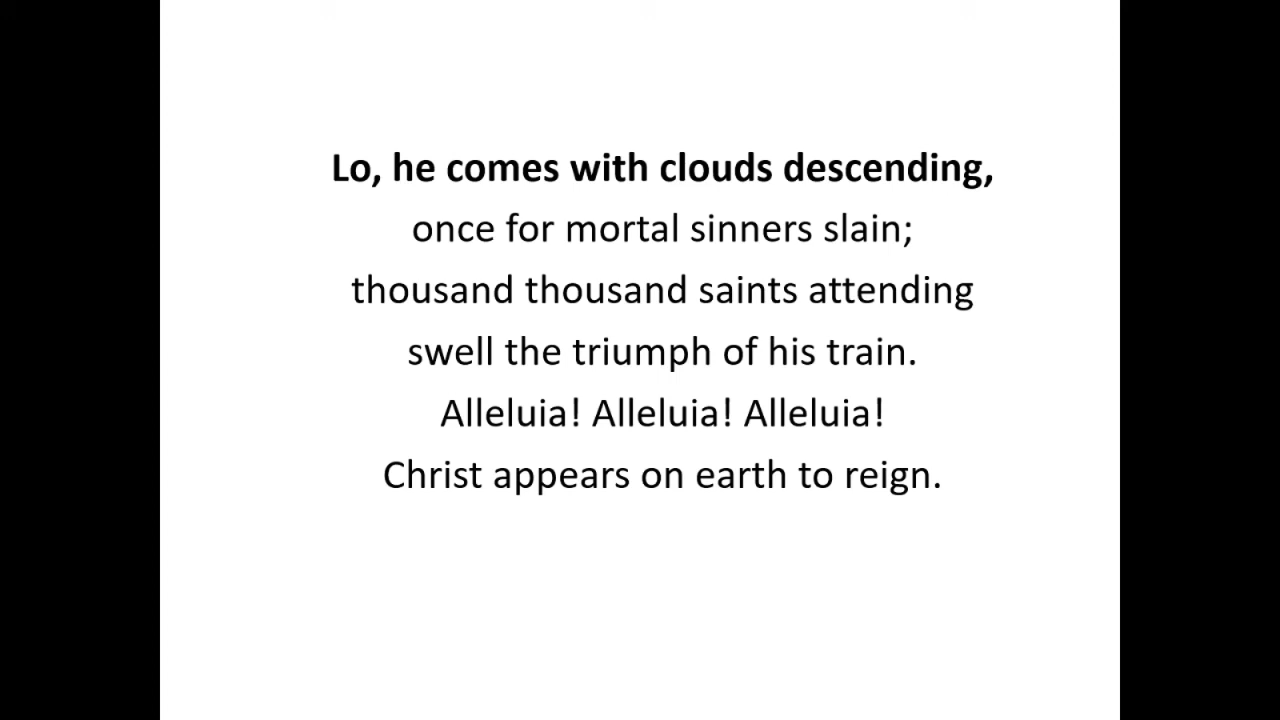 Lo, he comes with clouds descending,
once for mortal sinners slain;
thousand thousand saints attending
swell the triumph of his train.
Alleluia! Alleluia! Alleluia!
Christ appears on earth to reign.